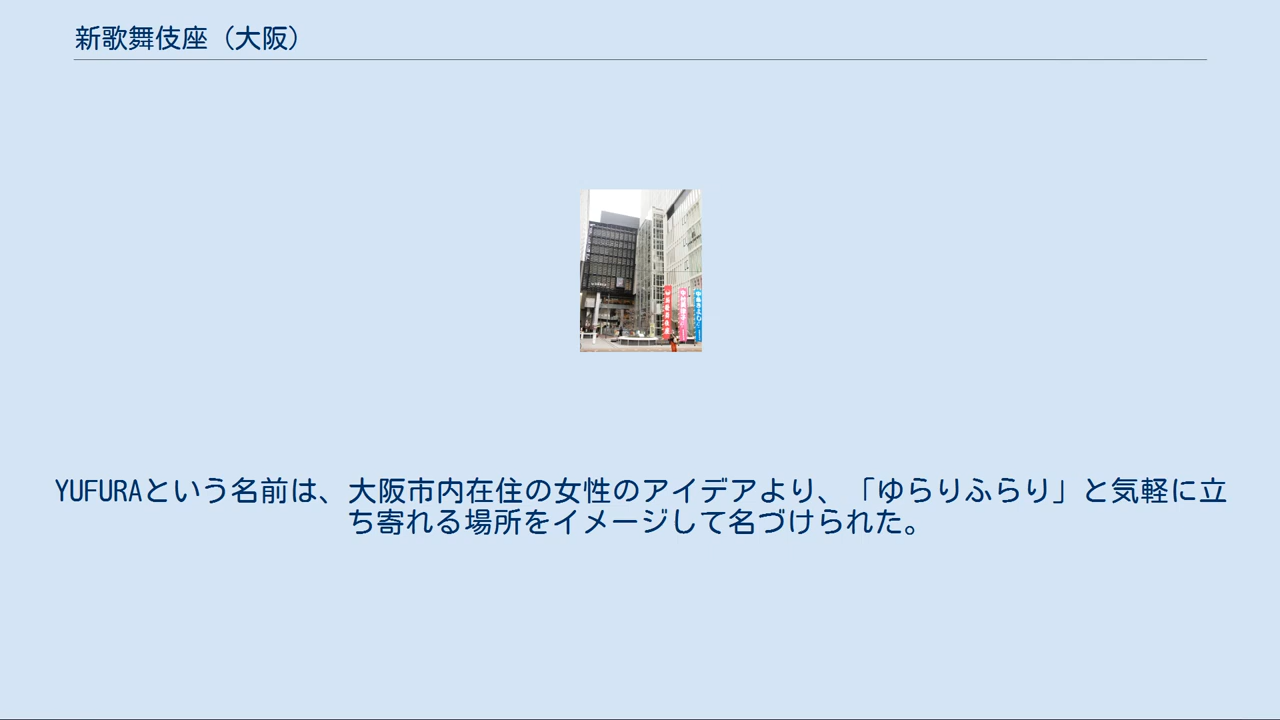 新歌舞伎座（大阪）
YUFURAという名前は、大阪市内在住の女性のアイデアより、「ゆらりふらり」と気軽に立
ち寄れる場所をイメージして名づけられた。